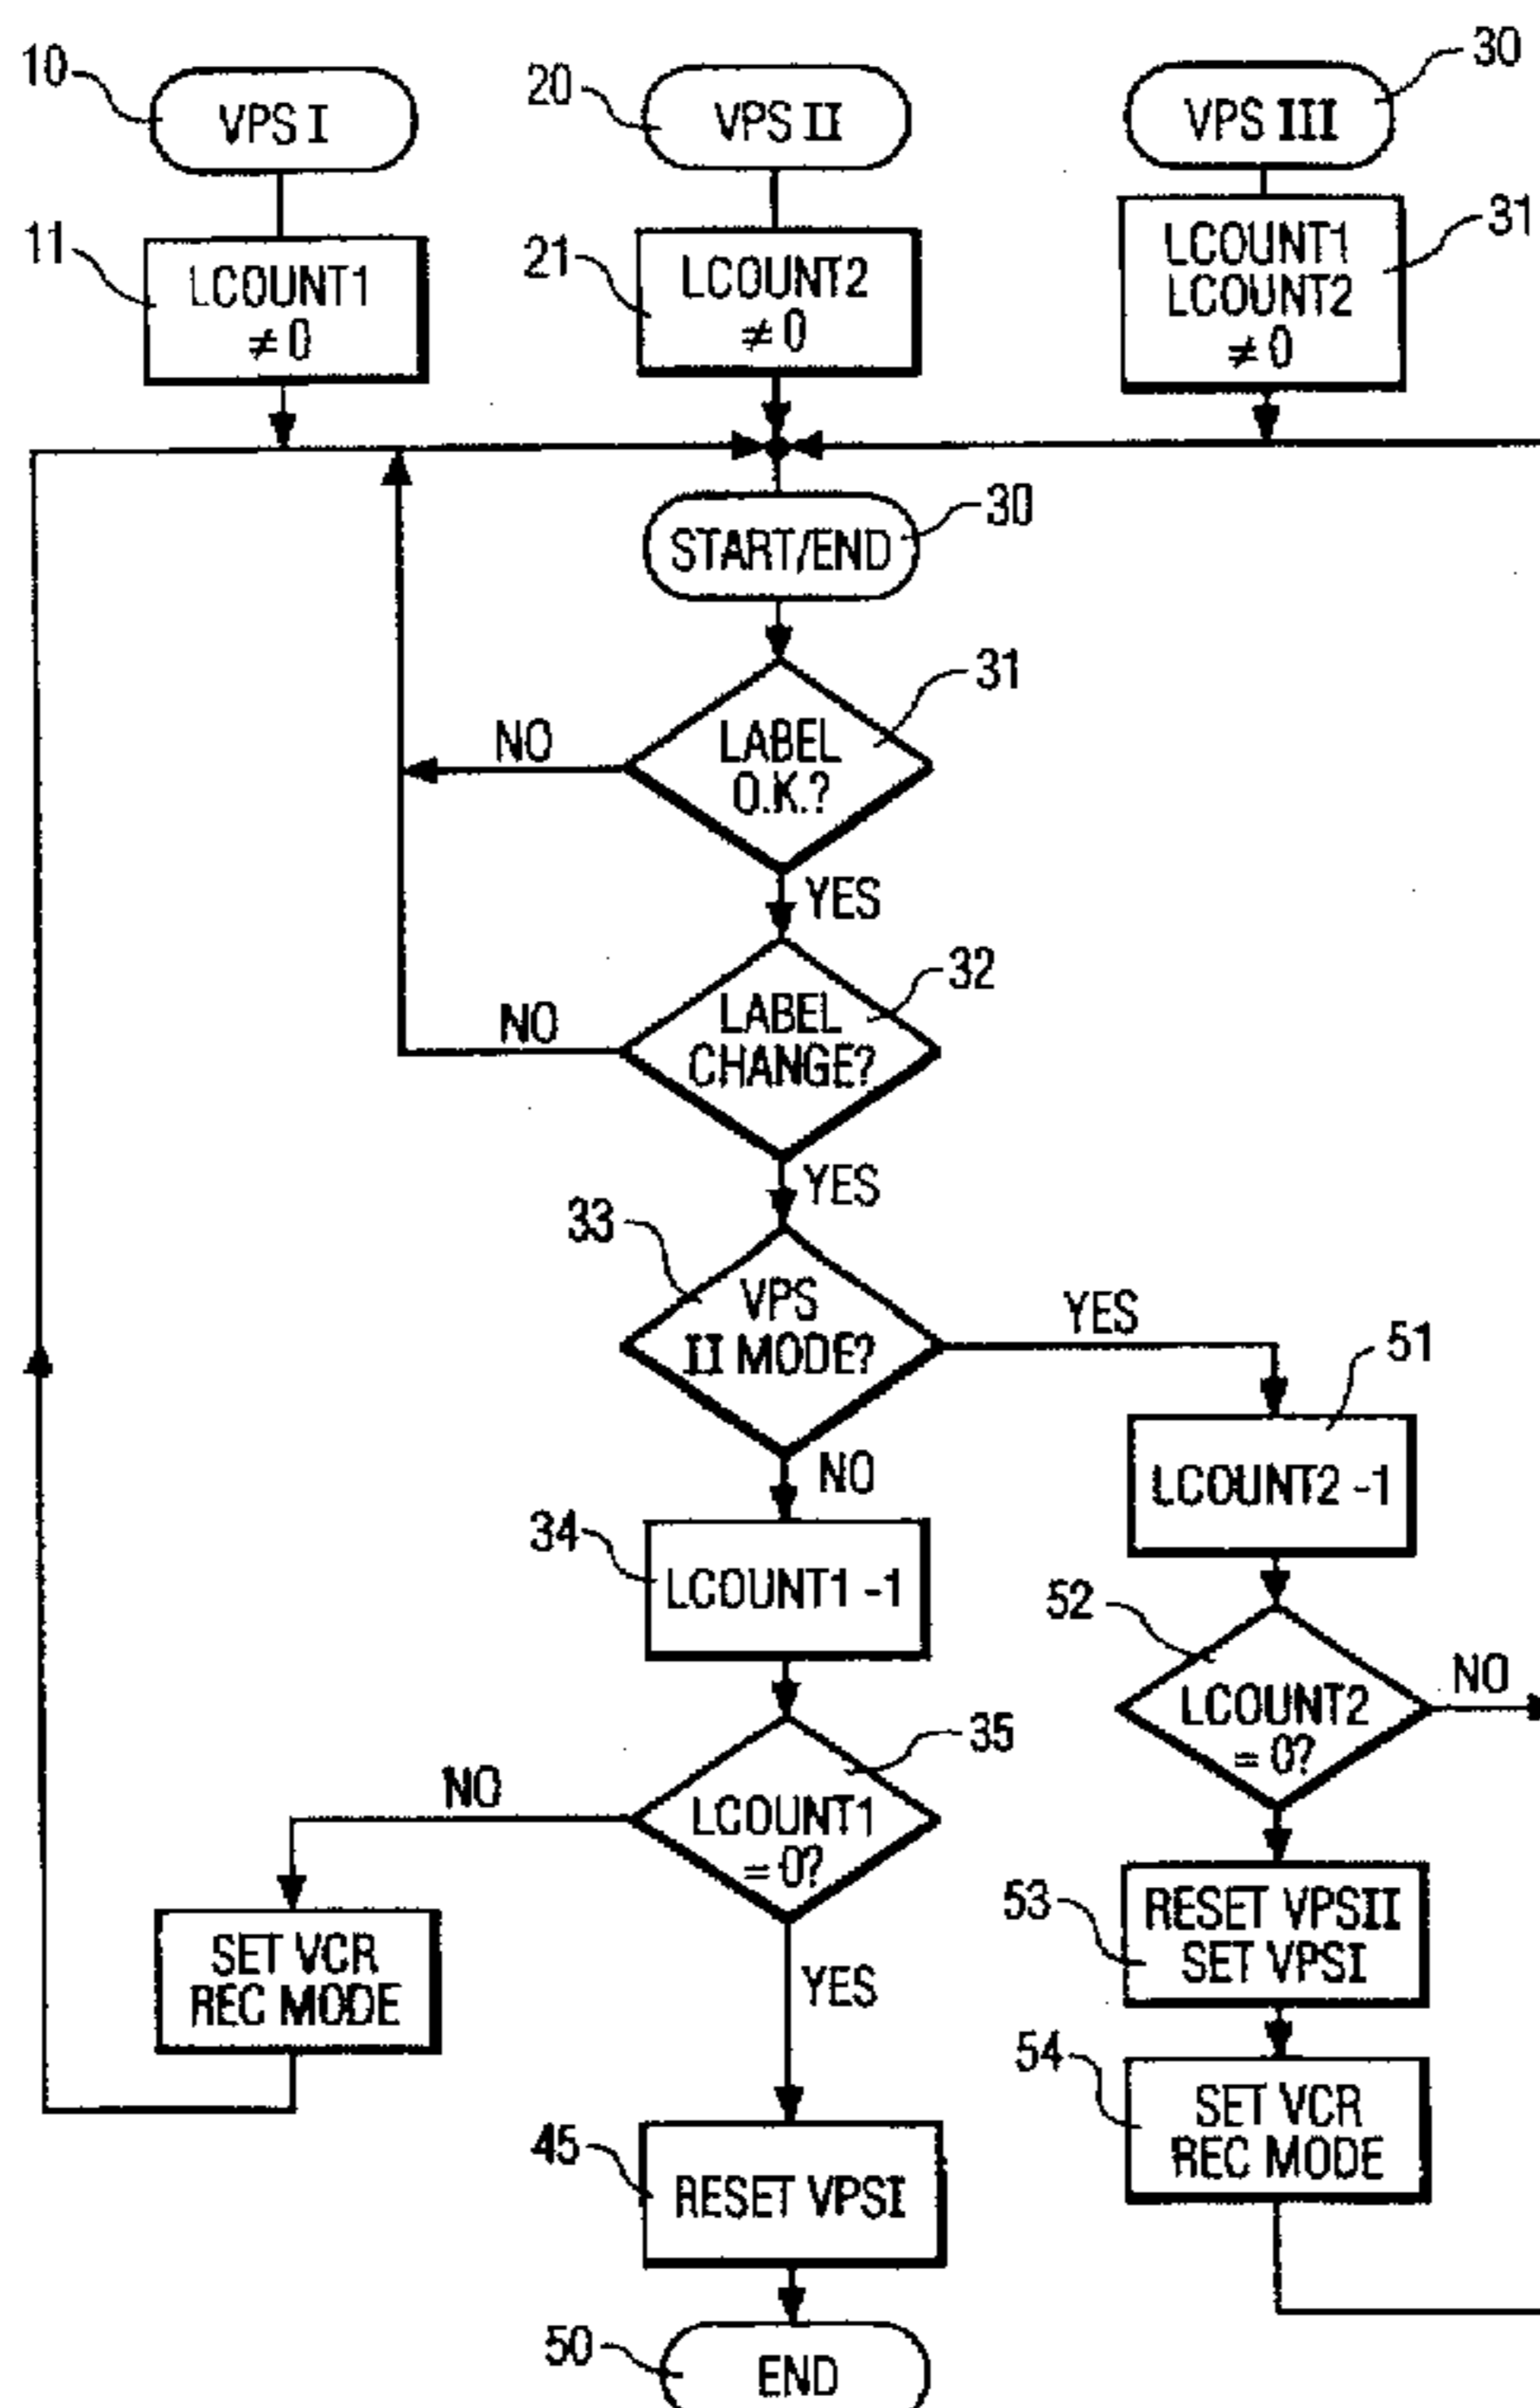 10
VPS I
20
VPS II
30
VPS III
11
LCOUNT1
≠ 0
21
LCOUNT2
≠ 0
31
LCOUNT1
LCOUNT2
≠ 0
30
START/END
31
LABEL
O.K.?
NO
YES
32
LABEL
CHANGE?
NO
YES
33
VPS
II MODE?
YES
NO
51
LCOUNT2 -1
34
LCOUNT1 -1
52
LCOUNT2
= 0?
NO
35
LCOUNT1
= 0?
NO
YES
SET VCR
REC MODE
53
RESET VPSII
SET VPSI
54
SET VCR
REC MODE
45
RESET VPSI
50
END